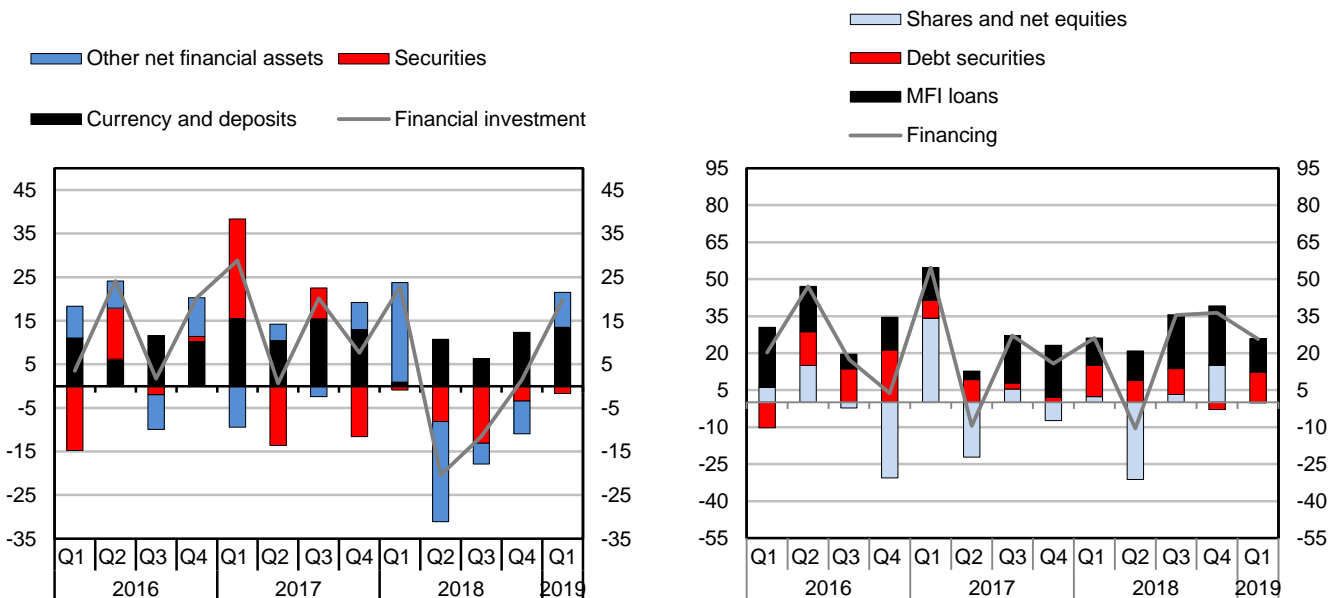 Other net financial assets Securities
Currency and deposits Financial investment
45 45
35 35
25 25
15 15
5 5
-5 -5
-15 -15
-25 -25
-35 -35
Q1 Q2 Q3 Q4 Q1 Q2 Q3 Q4 Q1 Q2 Q3 Q4 Q1
2016 2017 2018 2019
Shares and net equities
Debt securities
MFI loans
Financing
95 95
80 80
65 65
50 50
35 35
20 20
5 5
-10 -10
-25 -25
-40 -40
-55 -55
Q1 Q2 Q3 Q4 Q1 Q2 Q3 Q4 Q1 Q2 Q3 Q4 Q1
2016 2017 2018 2019